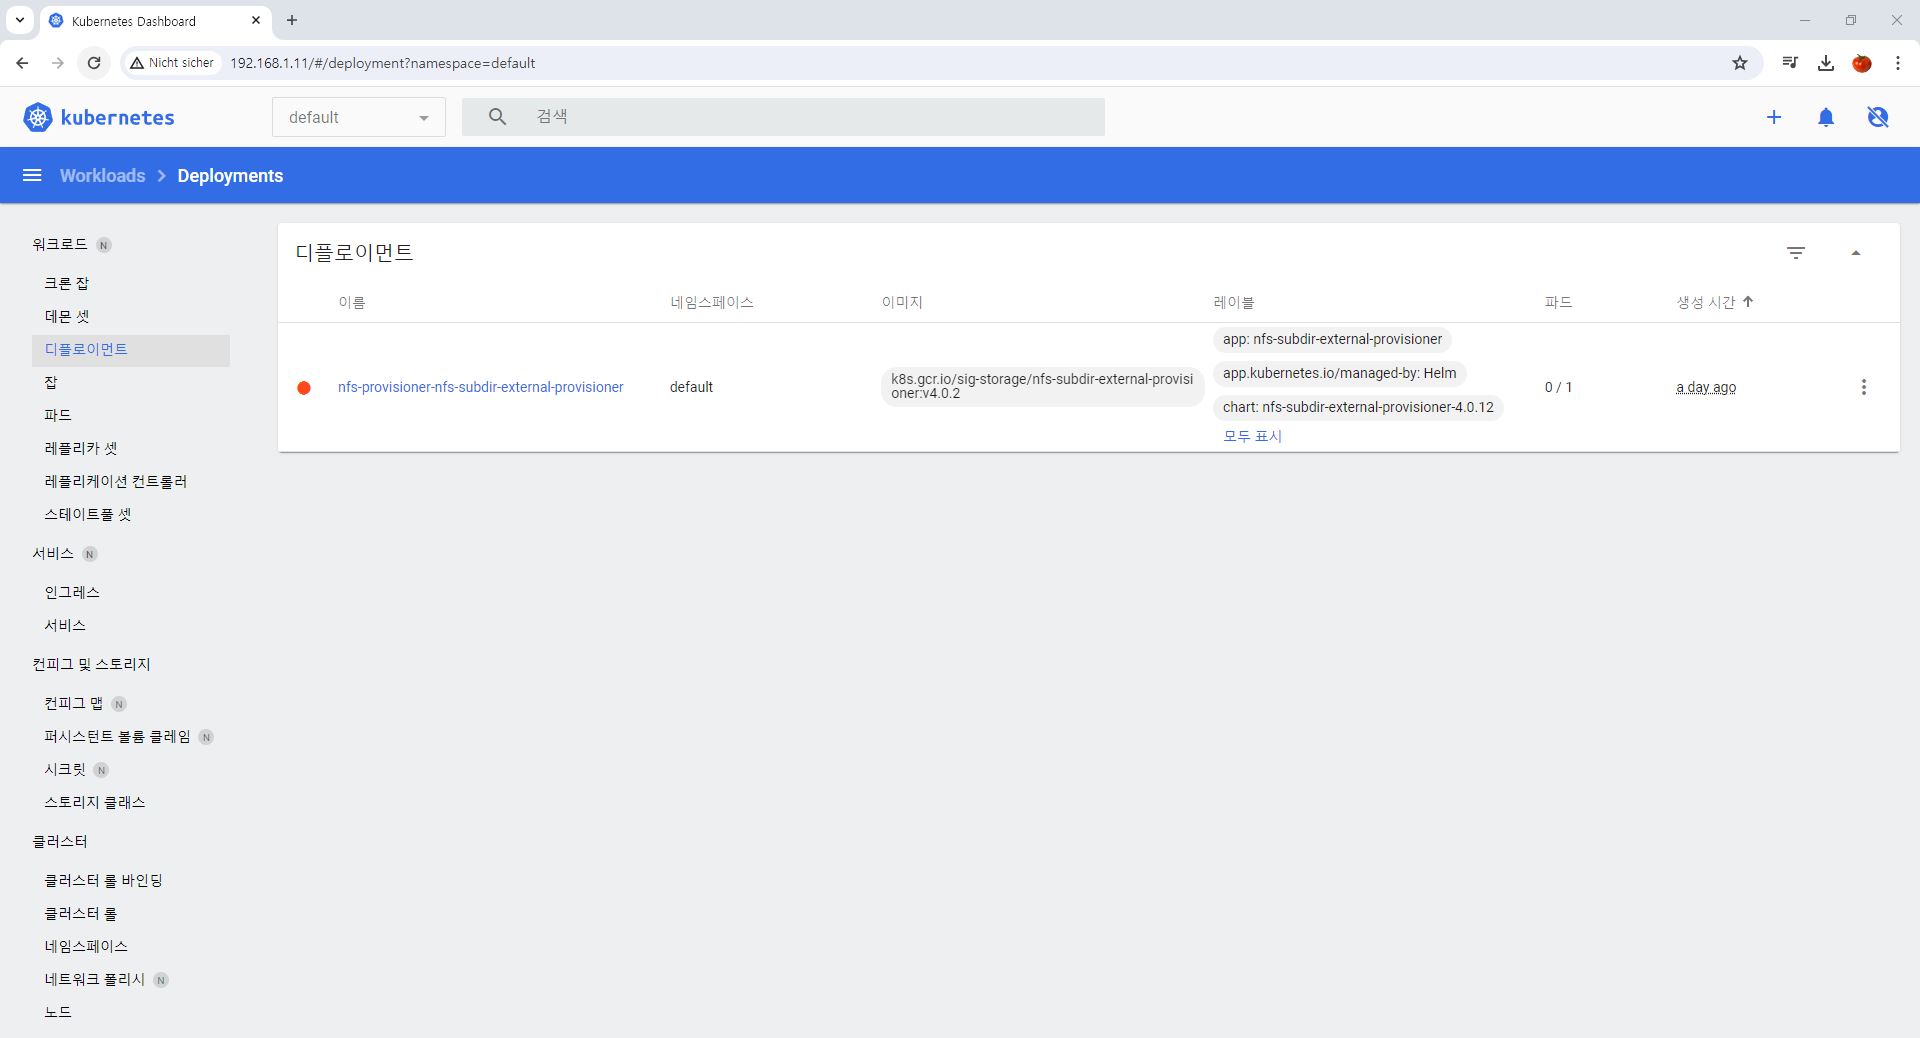 Kubernetes Dashboard
Nicht sicher 192.168.1.11/#/deployment?namespace=default
kubernetes default 검색
Workloads Deployments
워크로드 N
크론 잡
데몬 셋
디플로이먼트
잡
파드
레플리카 셋
레플리케이션 컨트롤러
스테이트풀 셋
서비스 N
인그레스
서비스
컨피그 및 스토리지
컨피그 맵 N
퍼시스턴트 볼륨 클레임 N
시크릿 N
스토리지 클래스
클러스터
클러스터 롤 바인딩
클러스터 롤
네임스페이스
네트워크 폴리시 N
노드
디플로이먼트
이름 네임스페이스 이미지 레이블 파드 생성 시간
nfs-provisioner-nfs-subdir-external-provisioner
default
k8s.gcr.io/sig-storage/nfs-subdir-external-provisi
oner:v4.0.2
app: nfs-subdir-external-provisioner
app.kubernetes.io/managed-by: Helm
chart: nfs-subdir-external-provisioner-4.0.12
모두 표시
0 / 1
a day ago